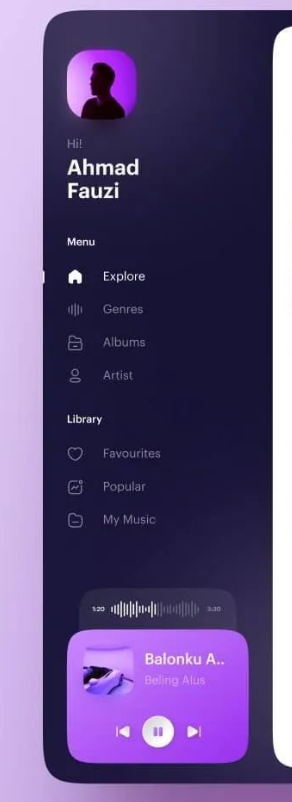 Hi!
Ahmad
Fauzi
Menu
Explore
Genres
Albums
Artist
Library
Favourites
Popular
My Music
1:20 3:30
Balonku A..
Beling Alus